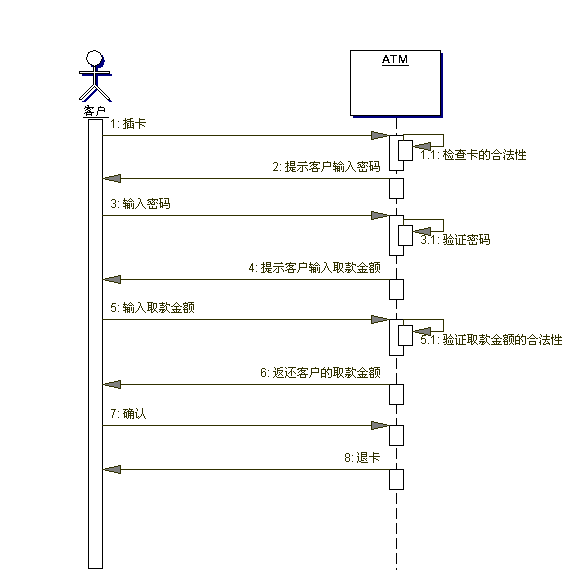 ATM
客户
1: 插卡
1.1: 检查卡的合法性
2: 提示客户输入密码
3: 输入密码
3.1: 验证密码
4: 提示客户输入取款金额
5: 输入取款金额
5.1: 验证取款金额的合法性
6: 返还客户的取款金额
7: 确认
8: 退卡